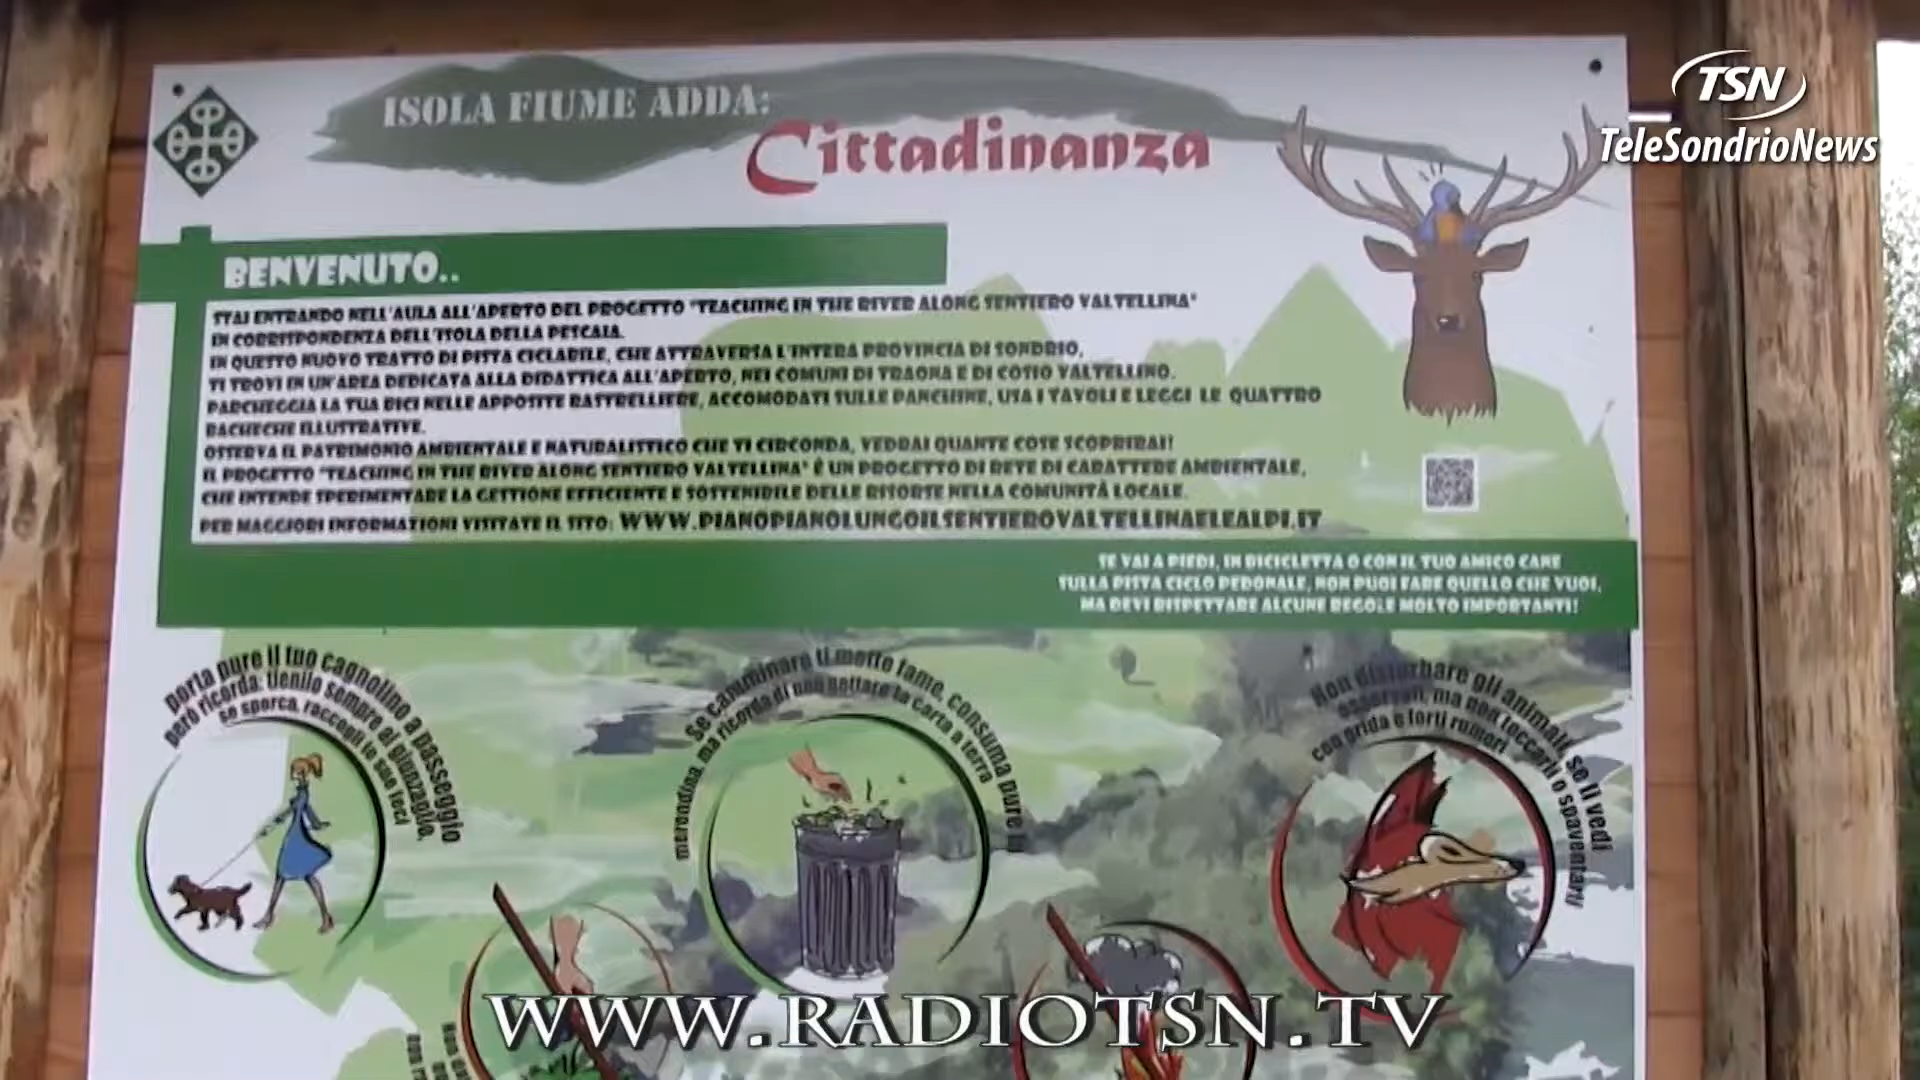 TSN
TeleSondrioNews
ISOLA FIUME ADDA:
Cittadinanza
BENVENUTO..
STAI ENTRANDO NELL'AULA ALL'APERTO DEL PROGETTO "TEACHING IN THE RIVER ALONG SENTIERO VALTELLINA"
IN CORRISPONDENZA DELL'ISOLA DELLA PESCAIA.
IN QUESTO NUOVO TRATTO DI PISTA CICLABILE, CHE ATTRAVERSA L'INTERA PROVINCIA DI SONDRIO,
TI TROVI IN UN'AREA DEDICATA ALLA DIDATTICA ALL'APERTO, NEI COMUNI DI TRAONA E DI COSIO VALTELLINO.
PARCHEGGIA LA TUA BICI NELLE APPOSITE RASTRELLIERE, ACCOMODATI SULLE PANCHINE, USA I TAVOLI E LEGGI LE QUATTRO
BACHECHE ILLUSTRATIVE.
OSSERVA IL PATRIMONIO AMBIENTALE E NATURALISTICO CHE TI CIRCONDA, VEDRAI QUANTE COSE SCOPRIRAI!
IL PROGETTO "TEACHING IN THE RIVER ALONG SENTIERO VALTELLINA" È UN PROGETTO DI RETE DI CARATTERE AMBIENTALE,
CHE INTENDE SPERIMENTARE LA GESTIONE EFFICIENTE E SOSTENIBILE DELLE RISORSE NELLA COMUNITÀ LOCALE.
PER MAGGIORI INFORMAZIONI VISITATE IL SITO: WWW.PIANOPIANOLUNGOILSENTIEROVALTELLINAELEALPI.IT
SE VAI A PIEDI, IN BICICLETTA O CON IL TUO AMICO CANE
SULLA PISTA CICLO PEDONALE, NON PUOI FARE QUELLO CHE VUOI,
MA DEVI RISPETTARE ALCUNE REGOLE MOLTO IMPORTANTI!
porta pure il tuo cagnolino a passeggio
però ricorda: tienilo sempre al guinzaglio,
se sporca, raccogli le sue feci
Se camminare ti mette fame, consuma pure la
merendina, ma ricorda di non gettare la carta a terra
Non disturbare gli animali, se li vedi
osservali, ma non toccarli o spaventarli
con grida e forti rumori
WWW.RADIOTSN.TV